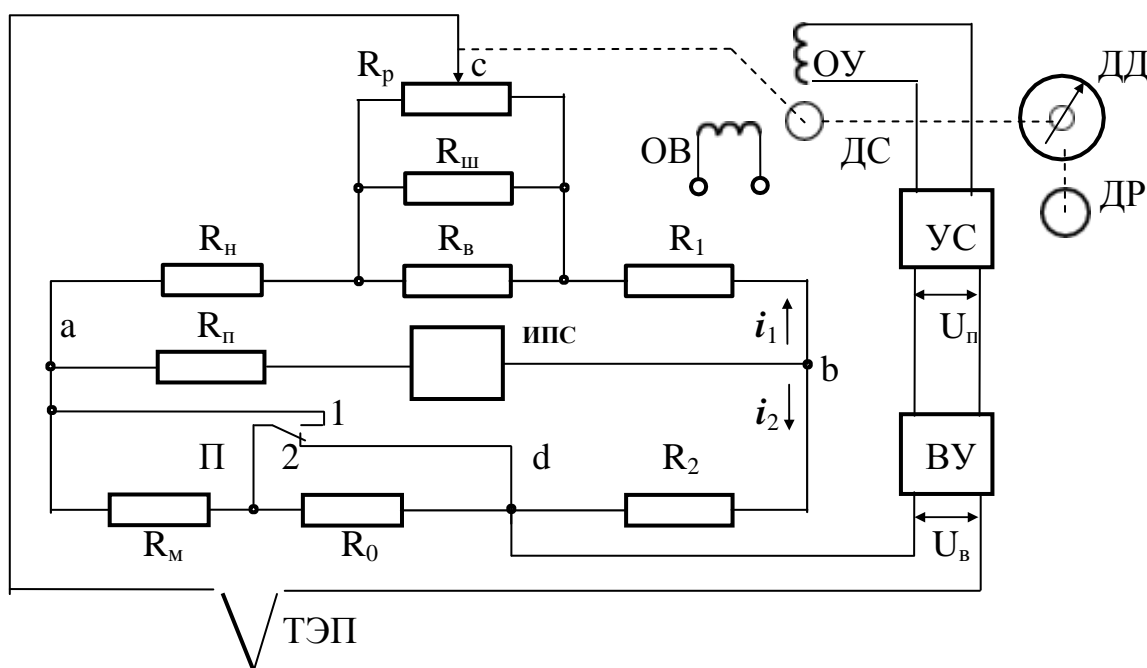 ОУ
ДД
Rр
c
ОВ
ДС
Rш
ДР
УС
Rн
Rв
R1
a
Rп
ИПС
i1
Uп
b
1
i2
П
2
d
R2
ВУ
Rм
R0
Uв
ТЭП